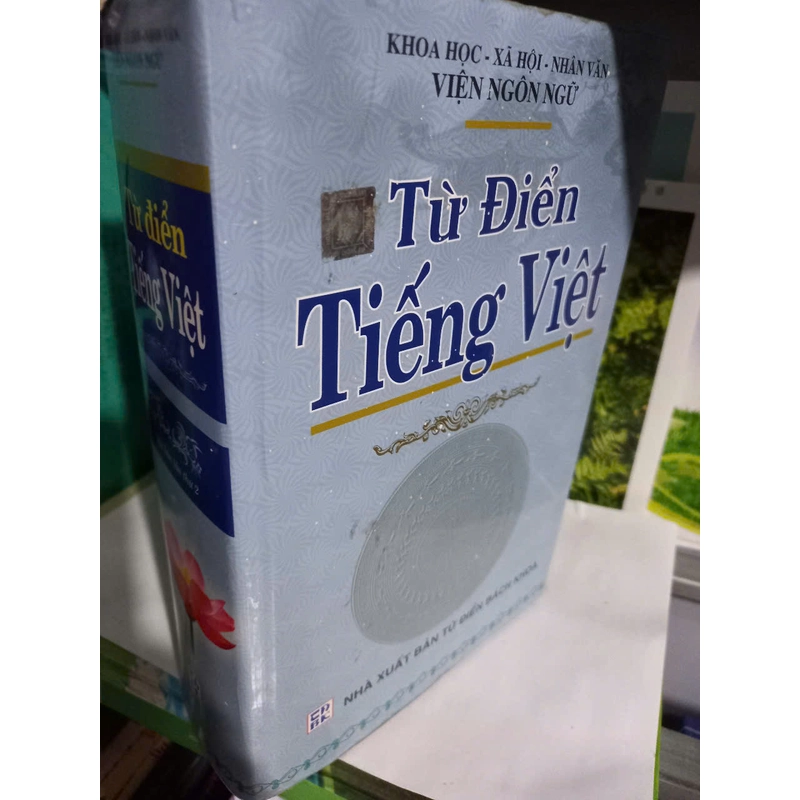 KHOA HỌC - XÃ HỘI - NHÂN VĂN
VIỆN NGÔN NGỮ
Từ Điển
Tiếng Việt
NHÀ XUẤT BẢN TỪ ĐIỂN BÁCH KHOA
Từ điển
Tiếng Việt